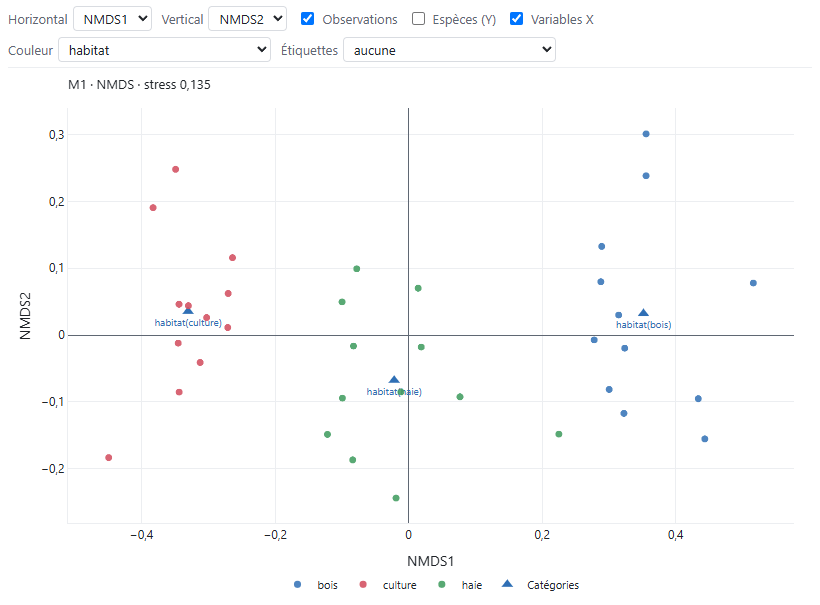 Horizontal NMDS1 Vertical NMDS2 Observations Espèces (Y) Variables X
Couleur habitat Étiquettes aucune
M1 · NMDS · stress 0,135
0,3
0,2
0,1
0
−0,1
−0,2
NMDS2
habitat(culture)
habitat(bois)
habitat(haie)
−0,4 −0,2 0 0,2 0,4
NMDS1
bois culture haie Catégories